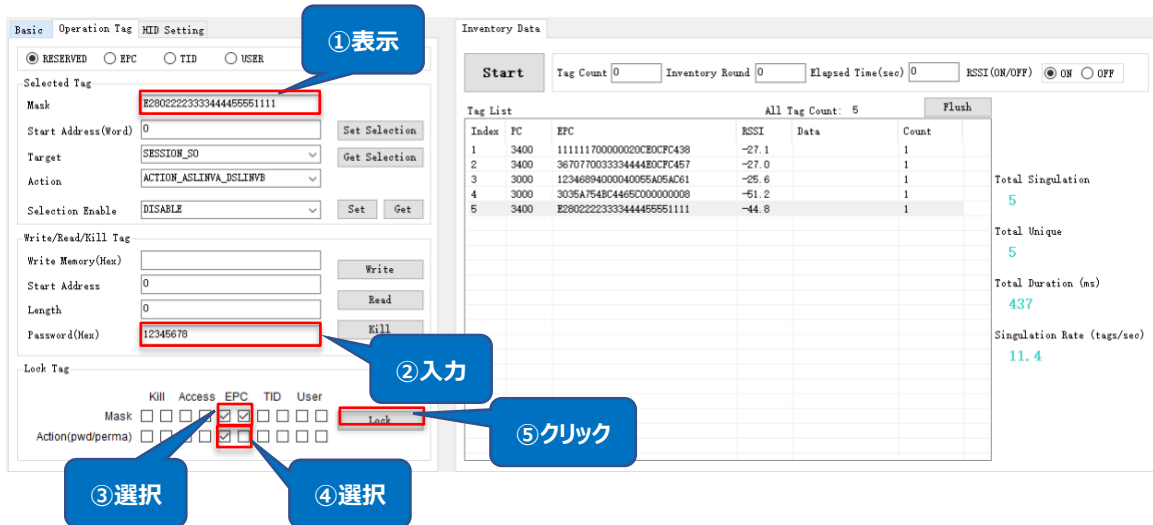 Basic Operation Tag HID Setting
①表示
RESERVED EPC TID USER
Selected Tag
Mask E28022223333444455551111
Start Address(Word) 0 Set Selection
Target SESSION_S0 Get Selection
Action ACTION_ASLINVA_DSLINVB
Selection Enable DISABLE Set Get
Write/Read/Kill Tag
Write Memory(Hex) Write
Start Address 0
Length 0 Read
Password(Hex) 12345678 Kill
②入力
Lock Tag
Kill Access EPC TID User
Mask Lock
Action(pwd/perma)
③選択
④選択
⑤クリック
Inventory Data
Start Tag Count 0 Inventory Round 0 Elapsed Time(sec) 0 RSSI(ON/OFF) ON OFF
Tag List All Tag Count: 5 Flush
Index PC EPC RSSI Data Count
1 3400 111111700000020CE0CFC438 -27.1 1
2 3400 3670770033334444E0CFC457 -27.0 1
3 3000 12346894000040055A05AC61 -25.6 1
4 3000 3035A754BC4465C000000008 -51.2 1
5 3400 E28022223333444455551111 -44.8 1
Total Singulation
5
Total Unique
5
Total Duration (ms)
437
Singulation Rate (tags/sec)
11.4